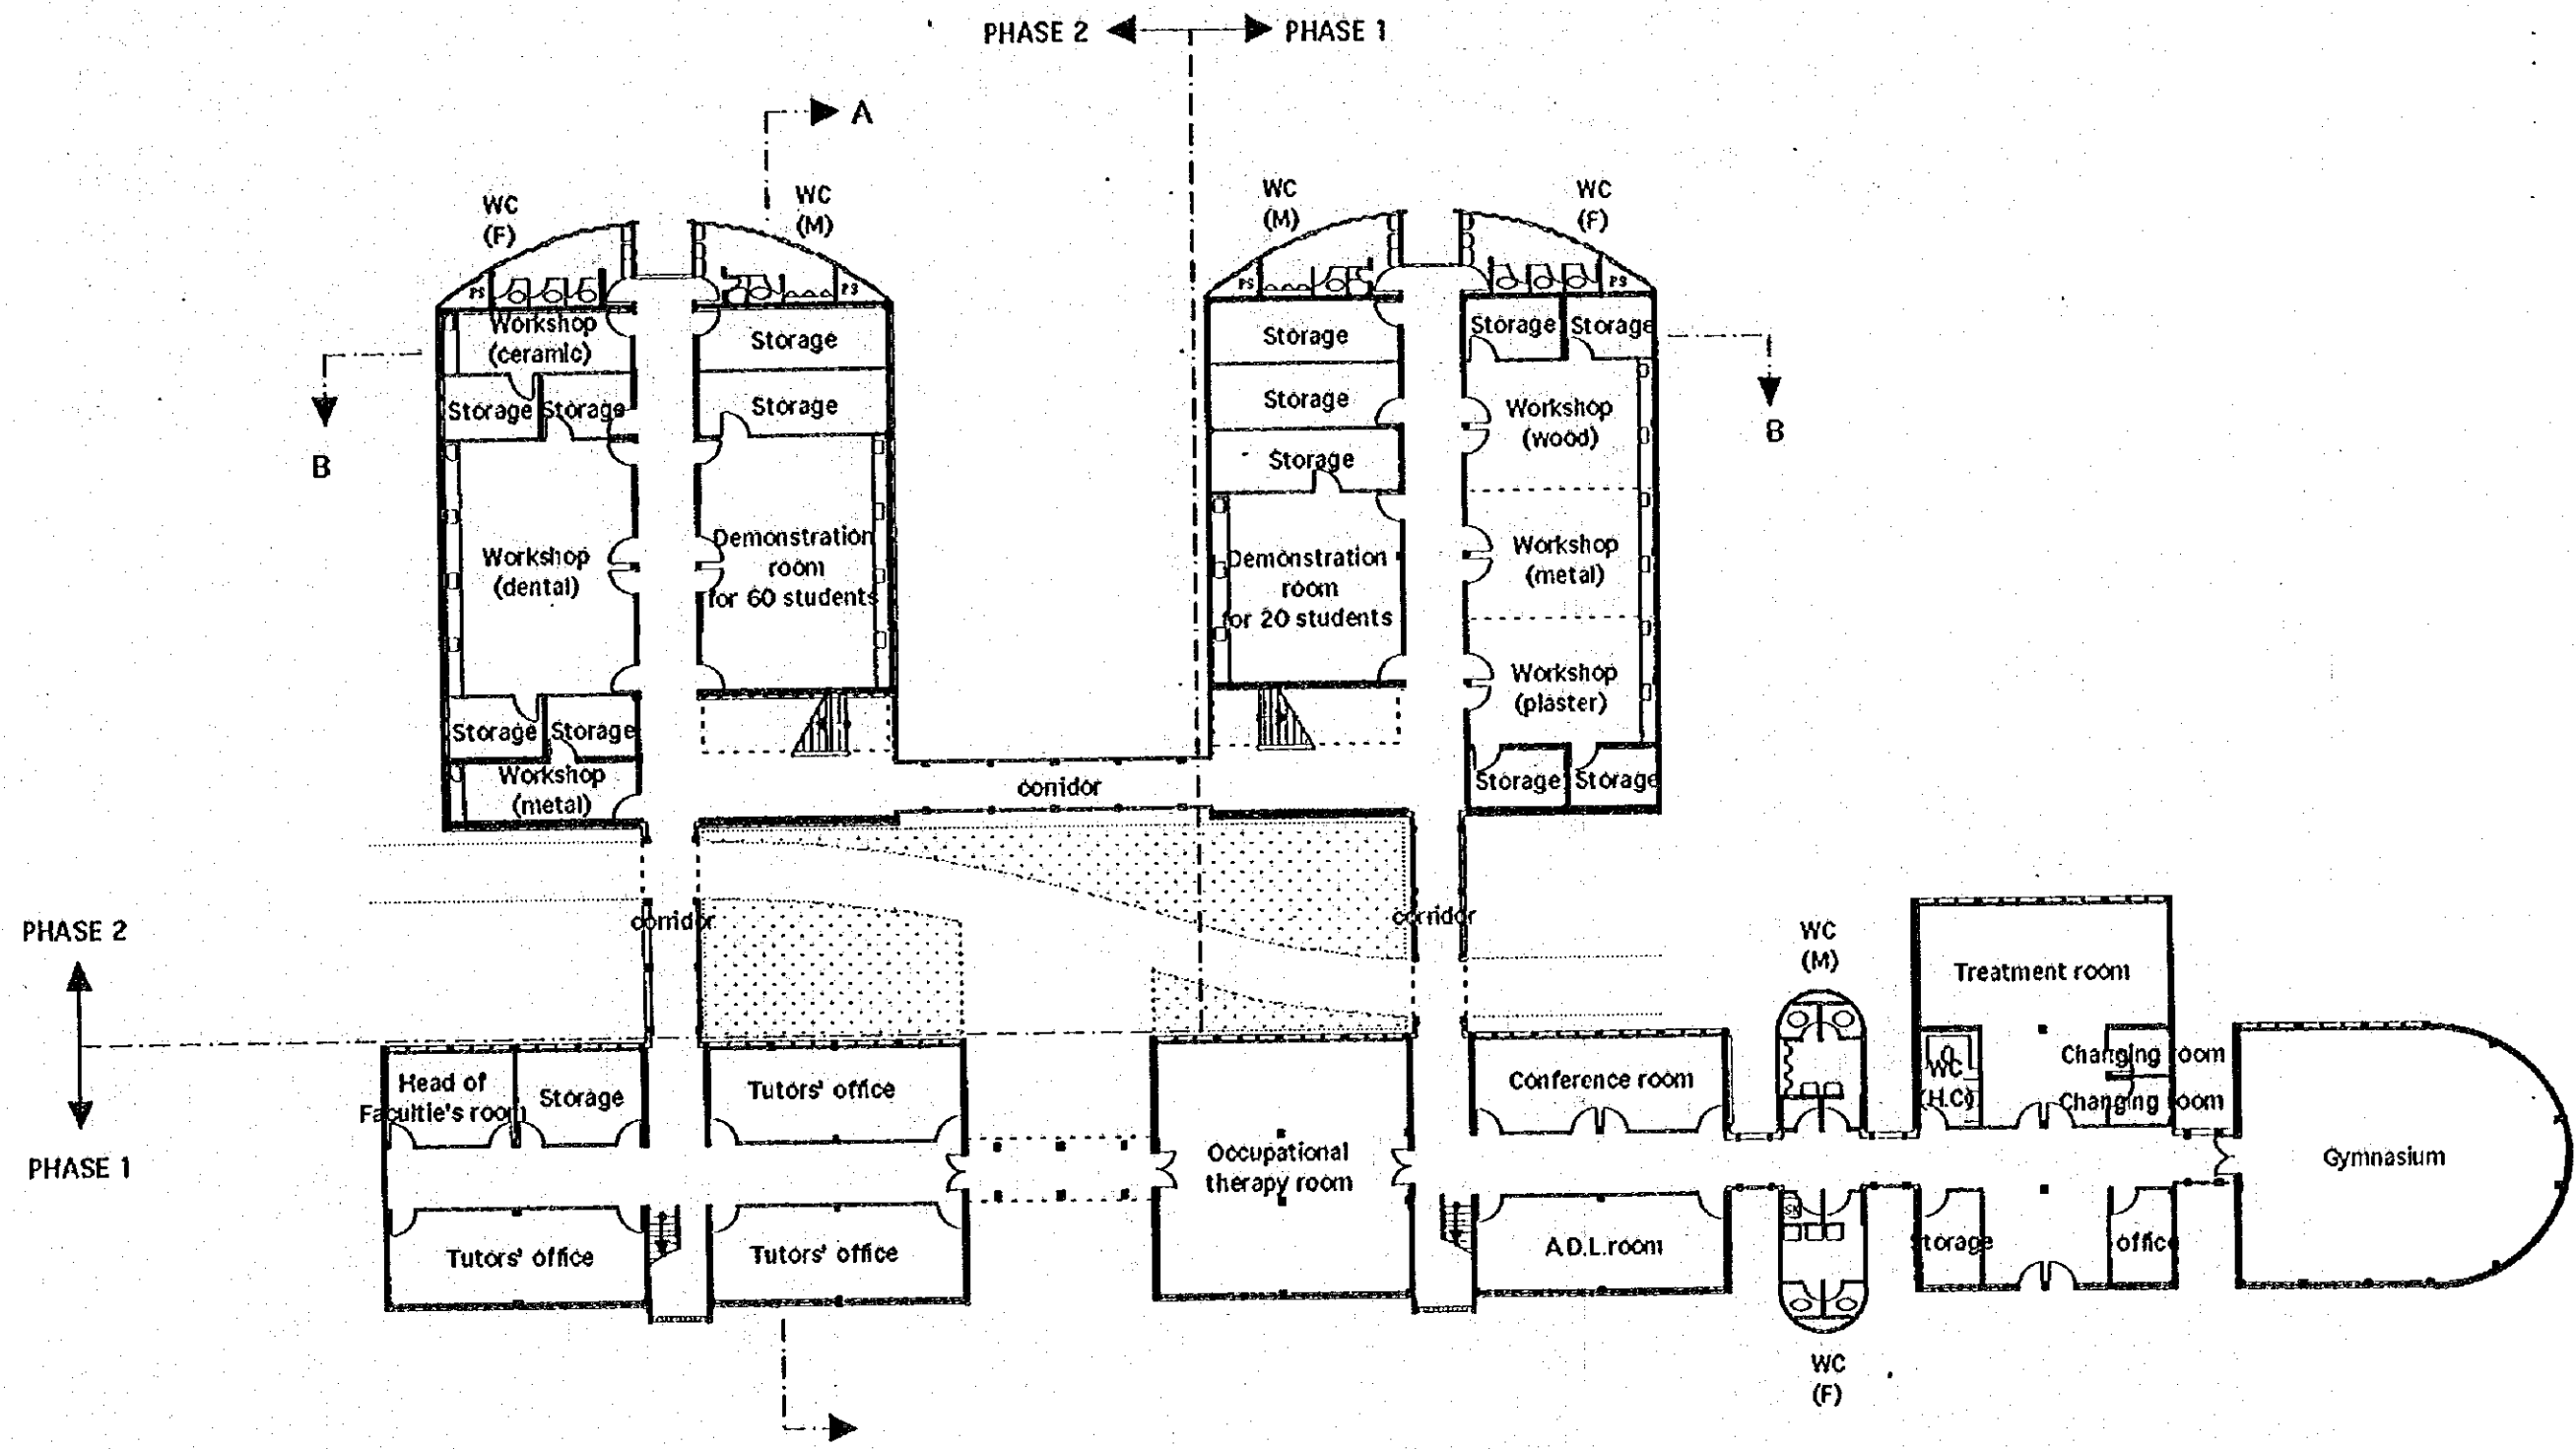 PHASE 2
PHASE 1
A
WC
(F)
WC
(M)
WC
(M)
WC
(F)
PS
PS
PS
PS
Workshop
(ceramic)
Storage
Storage
Storage
Storage
B
B
Storage
Storage
Storage
Storage
Storage
Workshop
(wood)
Workshop
(dental)
Demonstration
room
for 60 students
Demonstration
room
for 20 students
Workshop
(metal)
Workshop
(plaster)
Storage
Storage
Workshop
(metal)
corridor
Storage
Storage
corridor
corridor
PHASE 2
PHASE 1
WC
(M)
Treatment room
Head of
Facultie's room
Storage
Tutors' office
Conference room
WC
(H.C)
Changing room
Changing room
Occupational
therapy room
Gymnasium
Tutors' office
Tutors' office
A.D.L.room
SK
Storage
office
WC
(F)